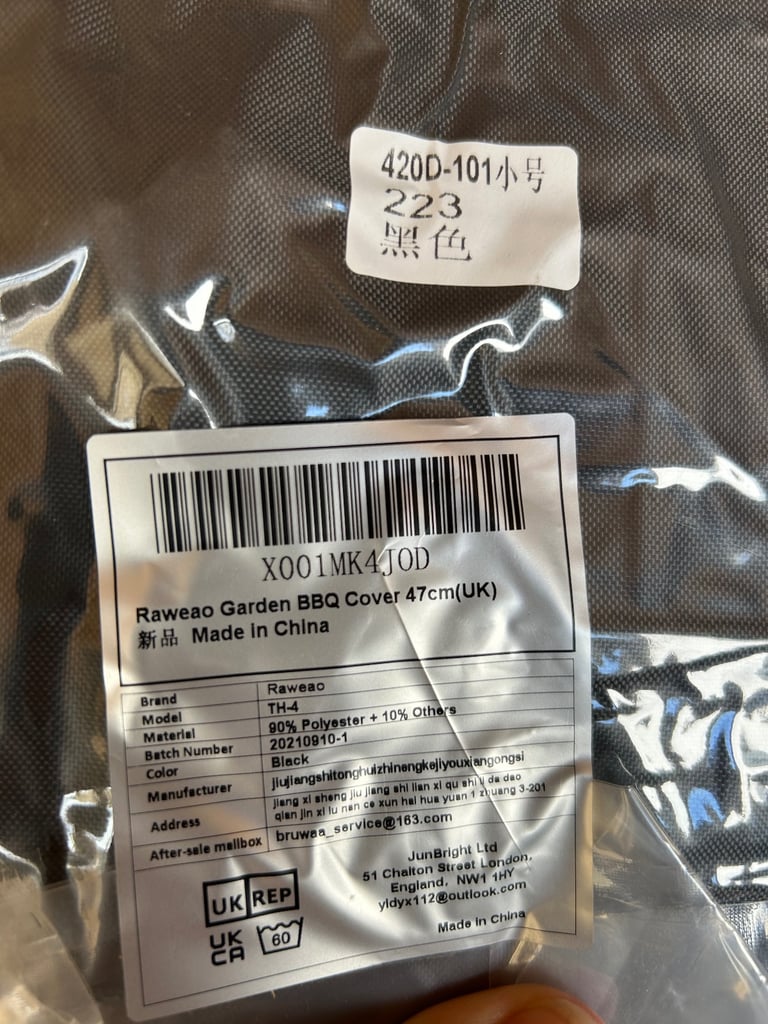 420D-101小号
223
黑色
X001MK4JOD
Raweao Garden BBQ Cover 47cm(UK)
新品 Made in China
Brand Raweao
Model TH-4
Material 90% Polyester + 10% Others
Batch Number 20210910-1
Color Black
Manufacturer jiujiangshitonghuizhinengkejiyouxiangongsi
Address jiang xi sheng jiu jiang shi lian xi qu shi li da dao
qian jin xi lu nan ce xun hai hua yuan 1 zhuang 3-201
After-sale mailbox bruwaa_service@163.com
JunBright Ltd
51 Chalton Street London,
England, NW1 1HY
yldyx112@outlook.com
UK REP
UK
CA
60
Made in China